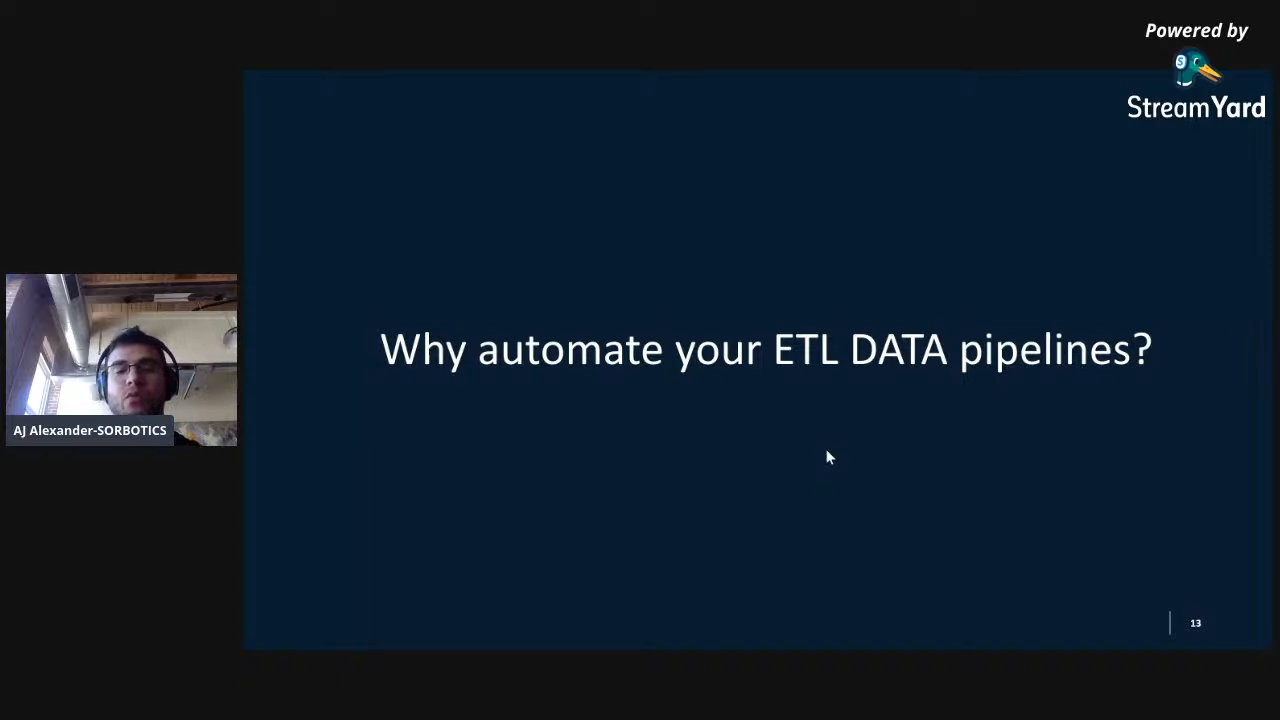 Powered by
S
StreamYard
Why automate your ETL DATA pipelines?
AJ Alexander-SORBOTICS
13